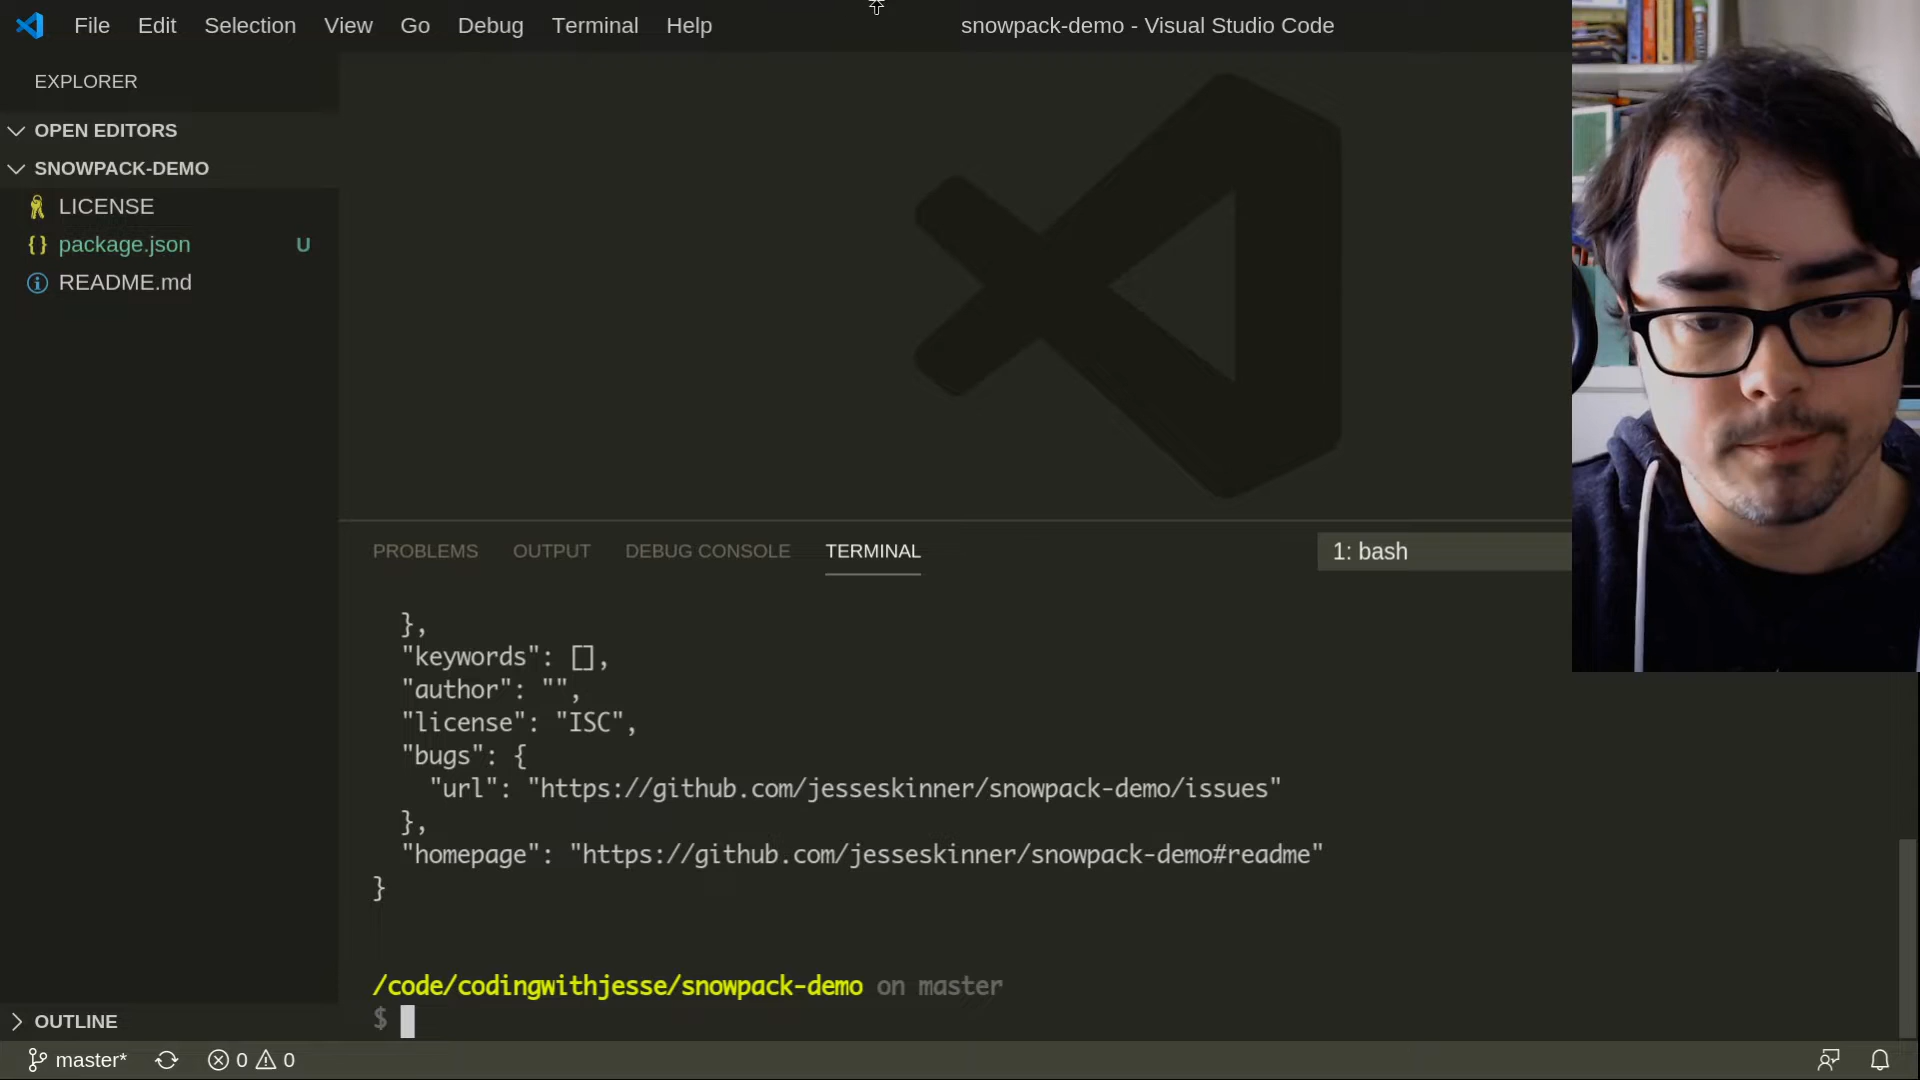 File Edit Selection View Go Debug Terminal Help
snowpack-demo - Visual Studio Code
EXPLORER
OPEN EDITORS
SNOWPACK-DEMO
LICENSE
package.json U
README.md
OUTLINE
PROBLEMS OUTPUT DEBUG CONSOLE TERMINAL
1: bash
},
"keywords": [],
"author": "",
"license": "ISC",
"bugs": {
"url": "https://github.com/jesseskinner/snowpack-demo/issues"
},
"homepage": "https://github.com/jesseskinner/snowpack-demo#readme"
}
/code/codingwithjesse/snowpack-demo on master
$
master* 0 0